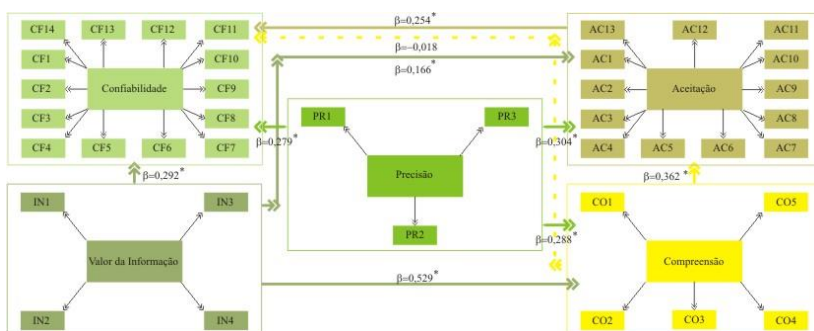 CF14 CF13 CF12 CF11
β=0,254*
AC13 AC12 AC11
CF1 CF10
β=−0,018
AC1 AC10
CF2 Confiabilidade CF9
β=0,166*
AC2 Aceitação AC9
CF3 CF8
PR1 PR3
AC3 AC8
CF4 CF5 CF6 CF7
β=0,279*
β=0,304*
AC4 AC5 AC6 AC7
β=0,292*
Precisão
β=0,362*
IN1 IN3
CO1 CO5
PR2
β=0,288*
Valor da Informação
Compreensão
β=0,529*
IN2 IN4
CO2 CO3 CO4